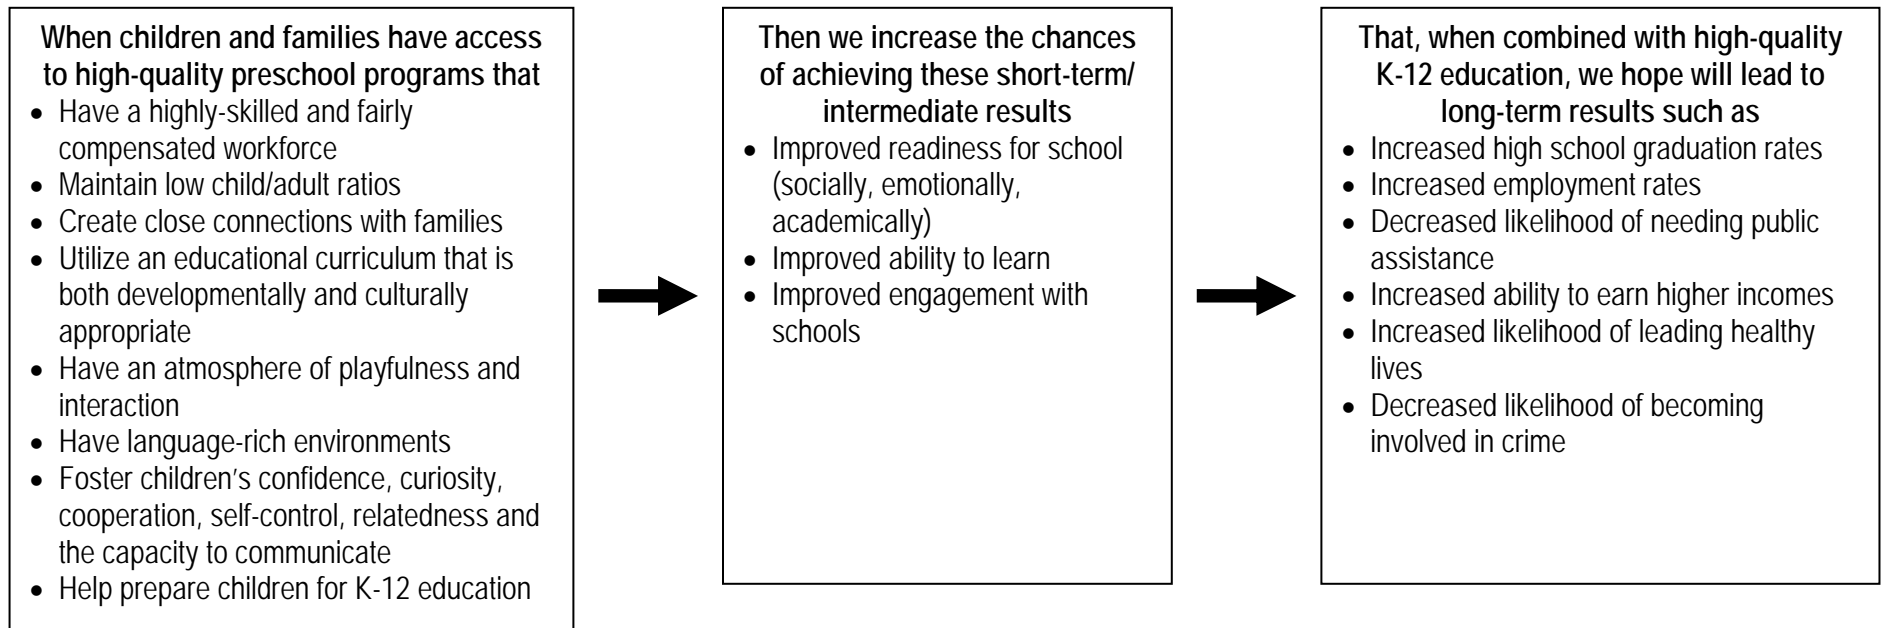 When children and families have access
to high-quality preschool programs that
• Have a highly-skilled and fairly
compensated workforce
• Maintain low child/adult ratios
• Create close connections with families
• Utilize an educational curriculum that is
both developmentally and culturally
appropriate
• Have an atmosphere of playfulness and
interaction
• Have language-rich environments
• Foster children’s confidence, curiosity,
cooperation, self-control, relatedness and
the capacity to communicate
• Help prepare children for K-12 education
Then we increase the chances
of achieving these short-term/
intermediate results
• Improved readiness for school
(socially, emotionally,
academically)
• Improved ability to learn
• Improved engagement with
schools
That, when combined with high-quality
K-12 education, we hope will lead to
long-term results such as
• Increased high school graduation rates
• Increased employment rates
• Decreased likelihood of needing public
assistance
• Increased ability to earn higher incomes
• Increased likelihood of leading healthy
lives
• Decreased likelihood of becoming
involved in crime